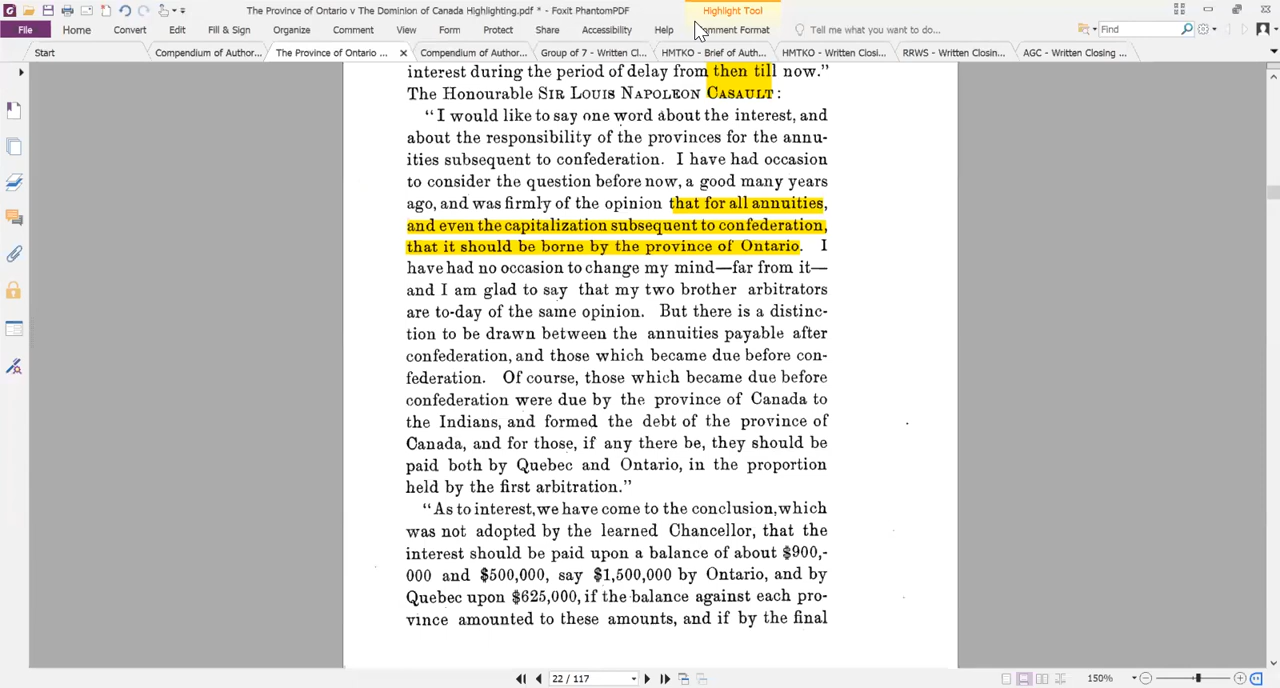 The Province of Ontario v The Dominion of Canada Highlighting.pdf * - Foxit PhantomPDF
Highlight Tool
File Home Convert Edit Fill & Sign Organize Comment View Form Protect Share Accessibility Help Comment Format Tell me what you want to do... Find
Start Compendium of Author... The Province of Ontario ... Compendium of Author... Group of 7 - Written Cl... HMTKO - Brief of Auth... HMTKO - Written Closi... RRWS - Written Closin... AGC - Written Closing ...
interest during the period of delay from then till now."
The Honourable SIR LOUIS NAPOLEON CASAULT:
"I would like to say one word about the interest, and
about the responsibility of the provinces for the annu-
ities subsequent to confederation. I have had occasion
to consider the question before now, a good many years
ago, and was firmly of the opinion that for all annuities,
and even the capitalization subsequent to confederation,
that it should be borne by the province of Ontario. I
have had no occasion to change my mind—far from it—
and I am glad to say that my two brother arbitrators
are to-day of the same opinion. But there is a distinc-
tion to be drawn between the annuities payable after
confederation, and those which became due before con-
federation. Of course, those which became due before
confederation were due by the province of Canada to
the Indians, and formed the debt of the province of
Canada, and for those, if any there be, they should be
paid both by Quebec and Ontario, in the proportion
held by the first arbitration."
"As to interest, we have come to the conclusion, which
was not adopted by the learned Chancellor, that the
interest should be paid upon a balance of about $900,-
000 and $500,000, say $1,500,000 by Ontario, and by
Quebec upon $625,000, if the balance against each pro-
vince amounted to these amounts, and if by the final
22 / 117
150%